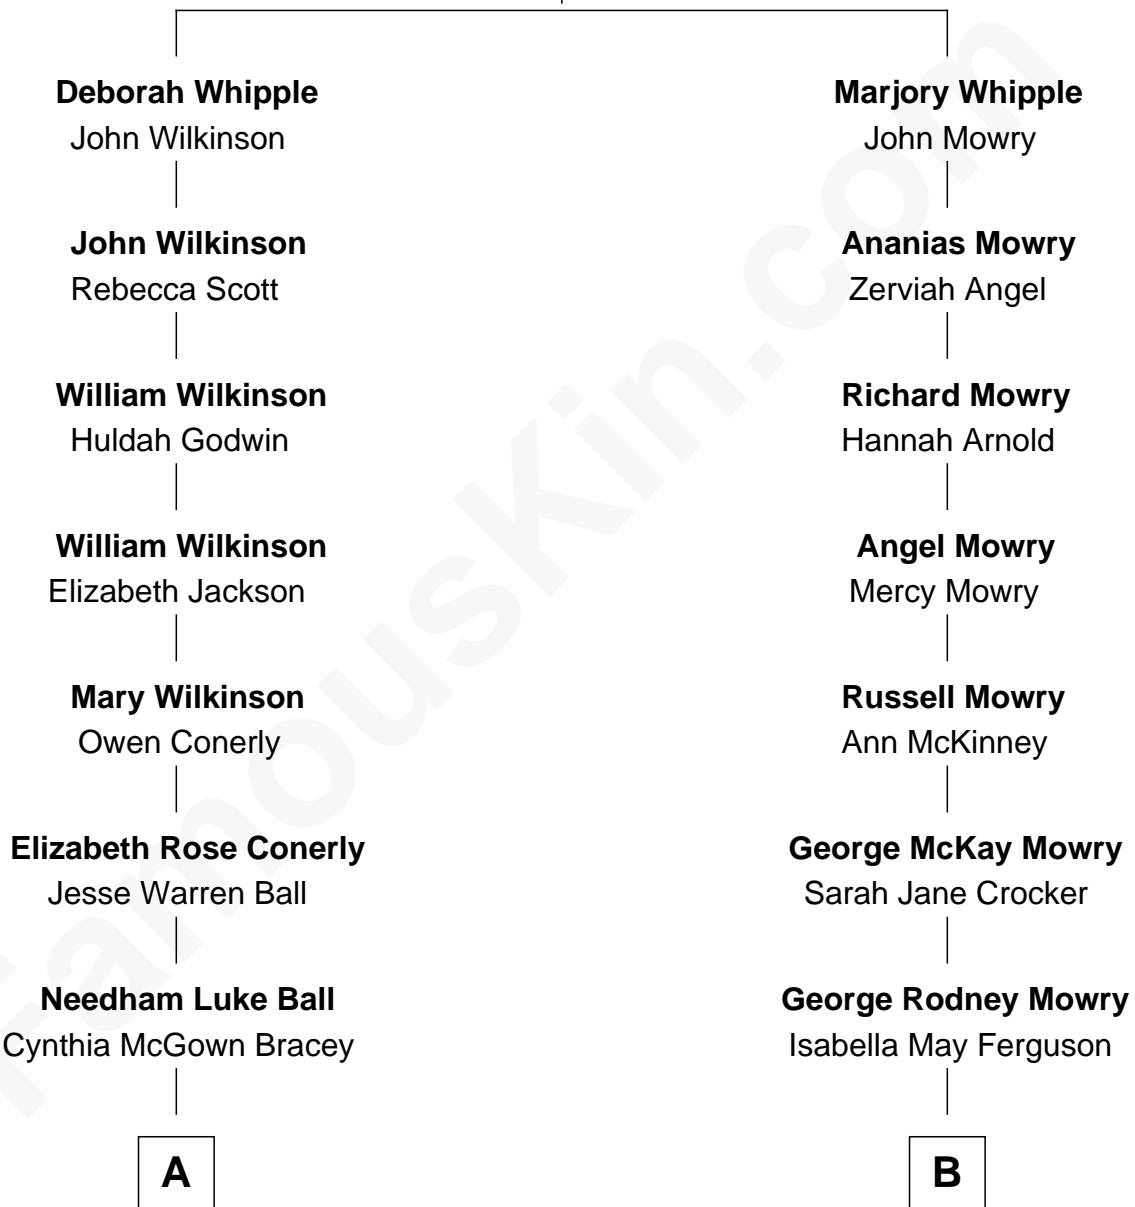 Deborah Whipple
John Wilkinson
Marjory Whipple
John Mowry
John Wilkinson
Rebecca Scott
Ananias Mowry
Zerviah Angel
William Wilkinson
Huldah Godwin
Richard Mowry
Hannah Arnold
William Wilkinson
Elizabeth Jackson
Angel Mowry
Mercy Mowry
Mary Wilkinson
Owen Conerly
Russell Mowry
Ann McKinney
Elizabeth Rose Conerly
Jesse Warren Ball
George McKay Mowry
Sarah Jane Crocker
Needham Luke Ball
Cynthia McGown Bracey
George Rodney Mowry
Isabella May Ferguson
A
B
FamousKin.com